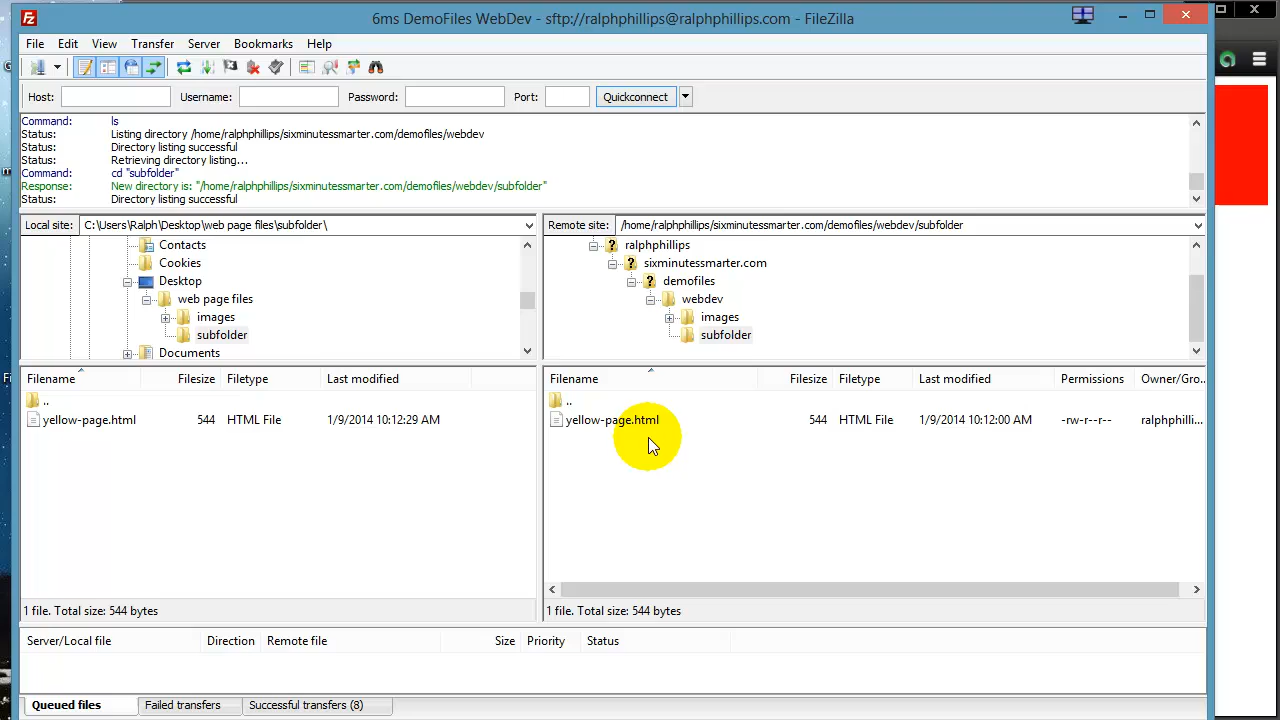 6ms DemoFiles WebDev - sftp://ralphphillips@ralphphillips.com - FileZilla
File Edit View Transfer Server Bookmarks Help
Host: Username: Password: Port: Quickconnect
Command: ls
Status: Listing directory /home/ralphphillips/sixminutessmarter.com/demofiles/webdev
Status: Directory listing successful
Status: Retrieving directory listing...
Command: cd "subfolder"
Response: New directory is: "/home/ralphphillips/sixminutessmarter.com/demofiles/webdev/subfolder"
Status: Directory listing successful
Local site: C:\Users\Ralph\Desktop\web page files\subfolder\
Contacts
Cookies
Desktop
web page files
images
subfolder
Documents
Remote site: /home/ralphphillips/sixminutessmarter.com/demofiles/webdev/subfolder
ralphphillips
sixminutessmarter.com
demofiles
webdev
images
subfolder
Filename Filesize Filetype Last modified
..
yellow-page.html 544 HTML File 1/9/2014 10:12:29 AM
1 file. Total size: 544 bytes
Filename Filesize Filetype Last modified Permissions Owner/Gro...
..
yellow-page.html 544 HTML File 1/9/2014 10:12:00 AM -rw-r--r-- ralphphilli...
1 file. Total size: 544 bytes
Server/Local file Direction Remote file Size Priority Status
Queued files Failed transfers Successful transfers (8)